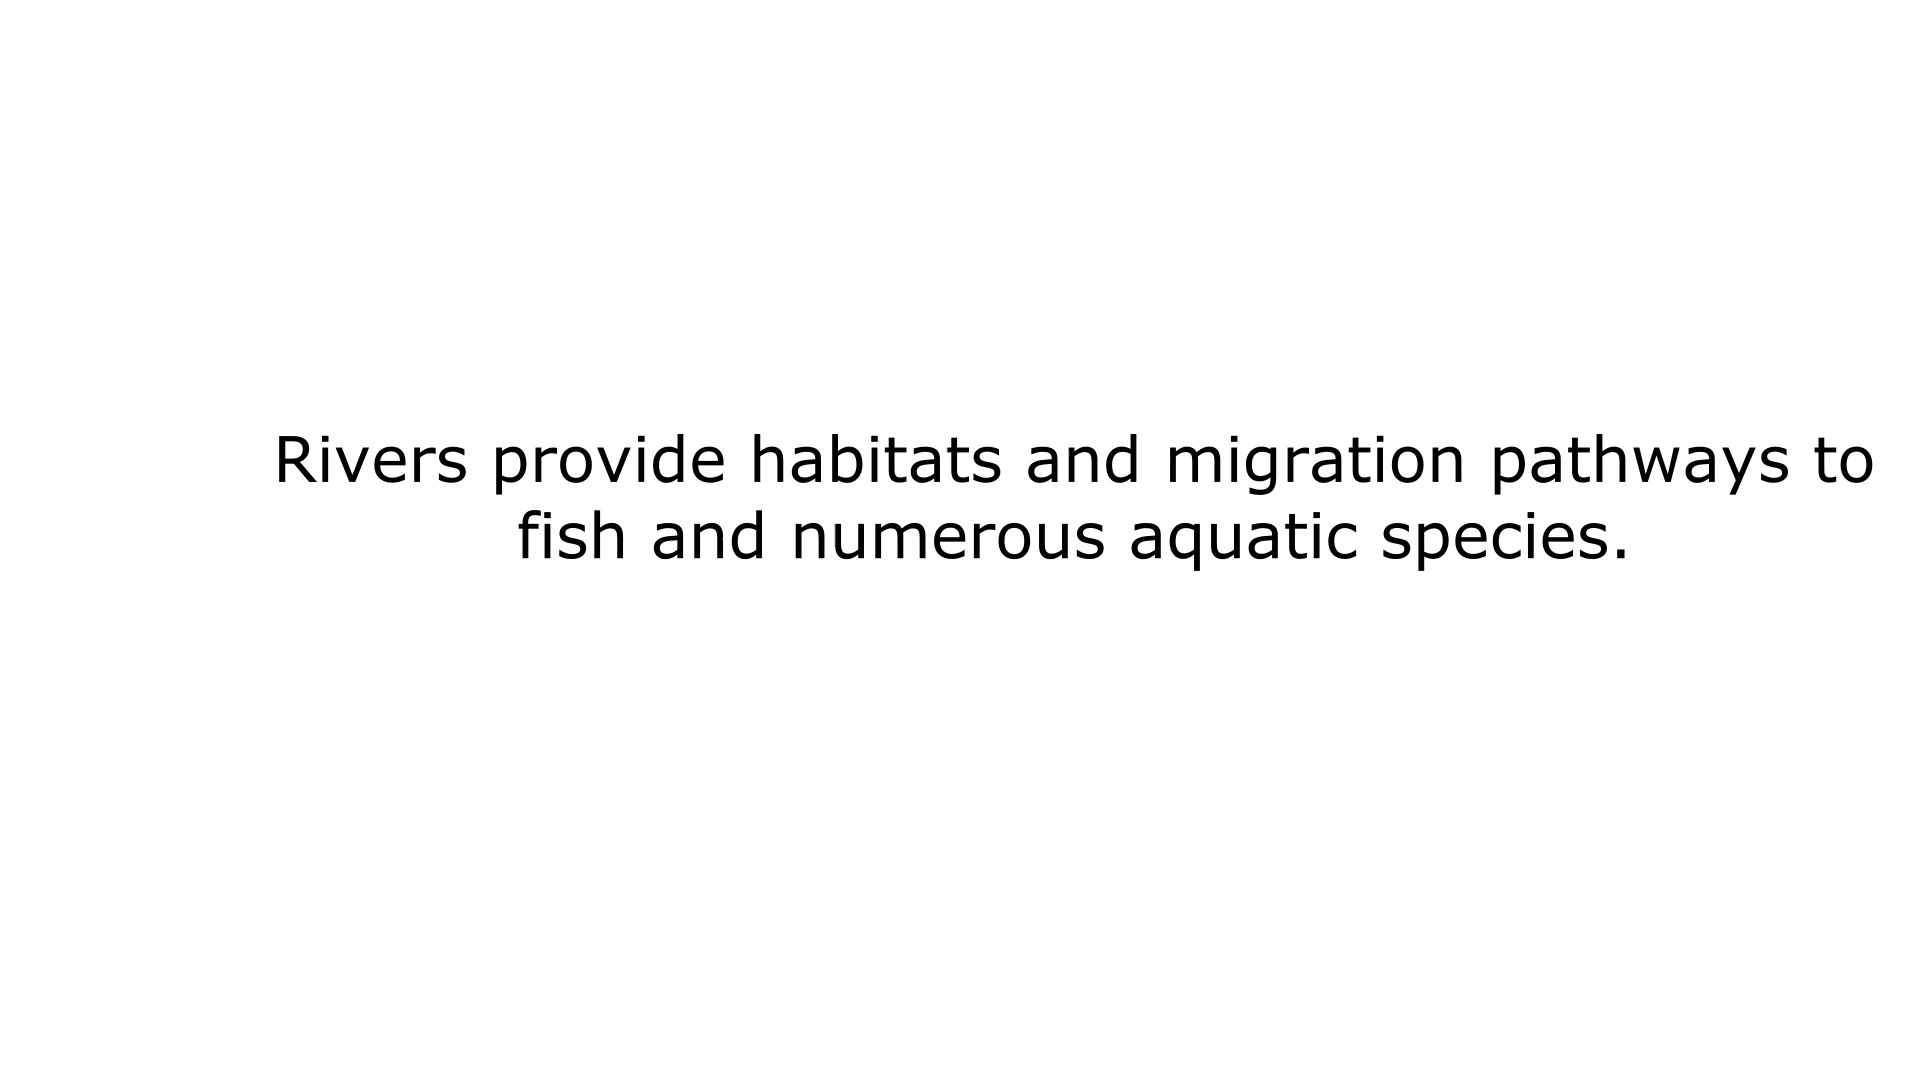 Rivers provide habitats and migration pathways to
fish and numerous aquatic species.